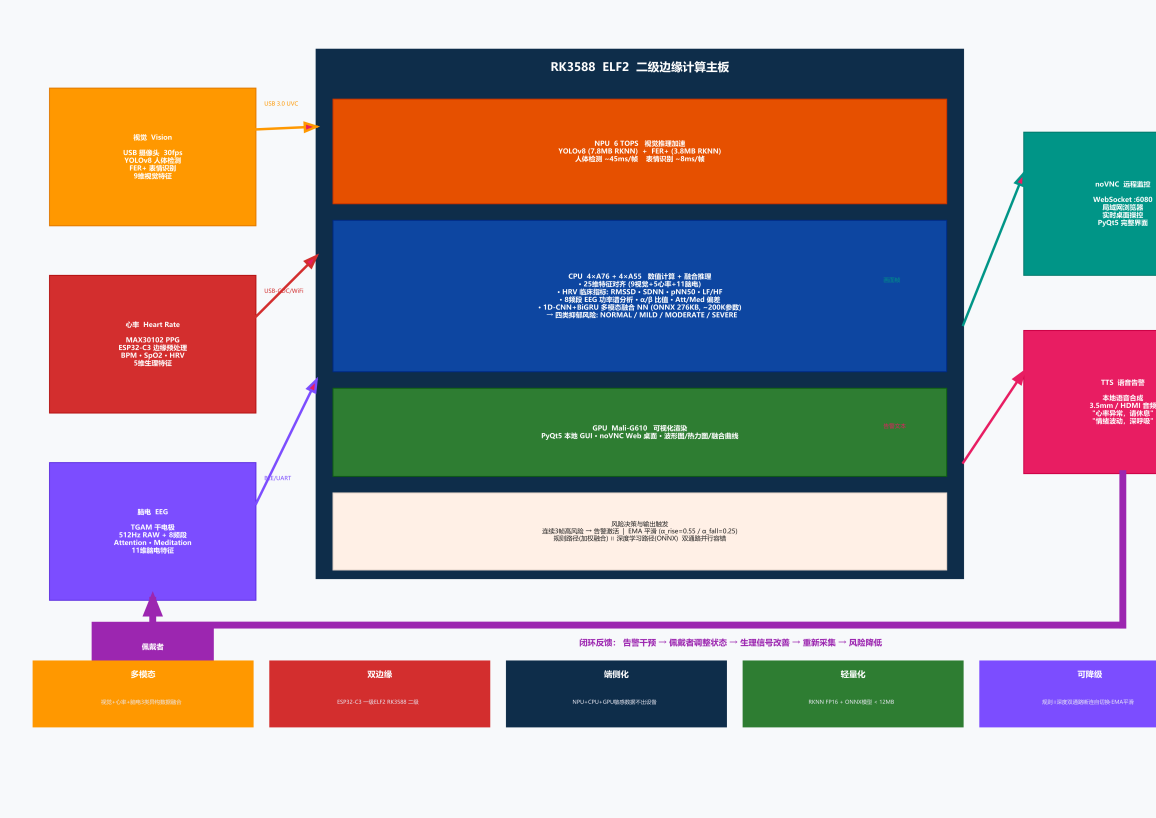 RK3588 ELF2 二级边缘计算主板
视觉 Vision
USB 摄像头 30fps
YOLOv8 人体检测
FER+ 表情识别
9维视觉特征
USB 3.0 UVC
心率 Heart Rate
MAX30102 PPG
ESP32-C3 边缘预处理
BPM • SpO2 • HRV
5维生理特征
USB-CDC/WiFi
脑电 EEG
TGAM 干电极
512Hz RAW + 8频段
Attention • Meditation
11维脑电特征
BLE/UART
NPU 6 TOPS 视觉推理加速
YOLOv8 (7.8MB RKNN) + FER+ (3.8MB RKNN)
人体检测 ~45ms/帧 表情识别 ~8ms/帧
CPU 4×A76 + 4×A55 数值计算 + 融合推理
• 25维特征对齐 (9视觉+5心率+11脑电)
• HRV 临床指标: RMSSD • SDNN • pNN50 • LF/HF
• 8频段 EEG 功率谱分析 • α/β 比值 • Att/Med 偏差
• 1D-CNN+BiGRU 多模态融合 NN (ONNX 276KB, ~200K参数)
→ 四类抑郁风险: NORMAL / MILD / MODERATE / SEVERE
GPU Mali-G610 可视化渲染
PyQt5 本地 GUI • noVNC Web 桌面 • 波形图/热力图/融合曲线
风险决策与输出触发
连续3帧高风险 → 告警激活 | EMA 平滑 (α_rise=0.55 / α_fall=0.25)
规则路径(加权融合) ∥ 深度学习路径(ONNX) 双通路并行容错
noVNC 远程监控
WebSocket :6080
局域网浏览器
实时桌面操控
PyQt5 完整界面
TTS 语音告警
本地语音合成
3.5mm / HDMI 音频
"心率异常，请休息"
"情绪波动，深呼吸"
佩戴者
闭环反馈： 告警干预 → 佩戴者调整状态 → 生理信号改善 → 重新采集 → 风险降低
多模态
双边缘
ESP32-C3 一级ELF2 RK3588 二级
端侧化
NPU+CPU+GPU敏感数据不出设备
轻量化
RKNN FP16 + ONNX模型 < 12MB
可降级